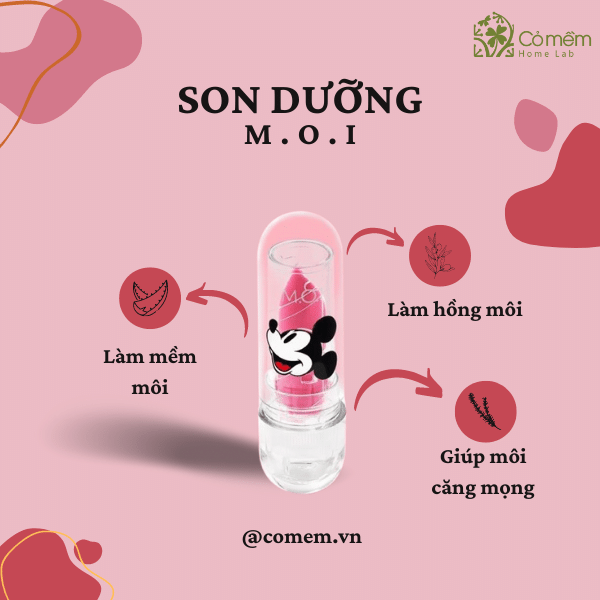 Cỏ mềm
Home Lab
SON DƯỠNG
M.O.I
M.O
Làm hồng môi
Làm mềm
môi
Giúp môi
căng mọng
@comem.vn